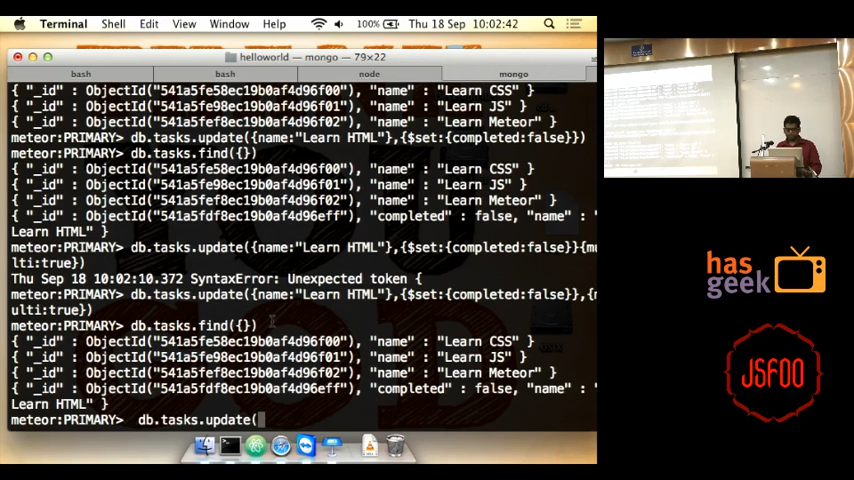 Terminal Shell Edit View Window Help 100% Thu 18 Sep 10:02:42
helloworld — mongo — 79×22
bash bash node mongo
{ "_id" : ObjectId("541a5fe58ec19b0af4d96f00"), "name" : "Learn CSS" }
{ "_id" : ObjectId("541a5fe98ec19b0af4d96f01"), "name" : "Learn JS" }
{ "_id" : ObjectId("541a5fed8ec19b0af4d96f02"), "name" : "Learn Meteor" }
meteor:PRIMARY> db.tasks.update({name:"Learn HTML"},{$set:{completed:false}})
meteor:PRIMARY> db.tasks.find({})
{ "_id" : ObjectId("541a5fe58ec19b0af4d96f00"), "name" : "Learn CSS" }
{ "_id" : ObjectId("541a5fe98ec19b0af4d96f01"), "name" : "Learn JS" }
{ "_id" : ObjectId("541a5fed8ec19b0af4d96f02"), "name" : "Learn Meteor" }
{ "_id" : ObjectId("541a5fdf8ec19b0af4d96eff"), "completed" : false, "name" : "
Learn HTML" }
meteor:PRIMARY> db.tasks.update({name:"Learn HTML"},{$set:{completed:false}}{mu
lti:true})
Thu Sep 18 10:02:10.372 SyntaxError: Unexpected token {
meteor:PRIMARY> db.tasks.update({name:"Learn HTML"},{$set:{completed:false}},{m
ulti:true})
meteor:PRIMARY> db.tasks.find({})
{ "_id" : ObjectId("541a5fe58ec19b0af4d96f00"), "name" : "Learn CSS" }
{ "_id" : ObjectId("541a5fe98ec19b0af4d96f01"), "name" : "Learn JS" }
{ "_id" : ObjectId("541a5fed8ec19b0af4d96f02"), "name" : "Learn Meteor" }
{ "_id" : ObjectId("541a5fdf8ec19b0af4d96eff"), "completed" : false, "name" : "
Learn HTML" }
meteor:PRIMARY> db.tasks.update(
has
geek
JSFOO